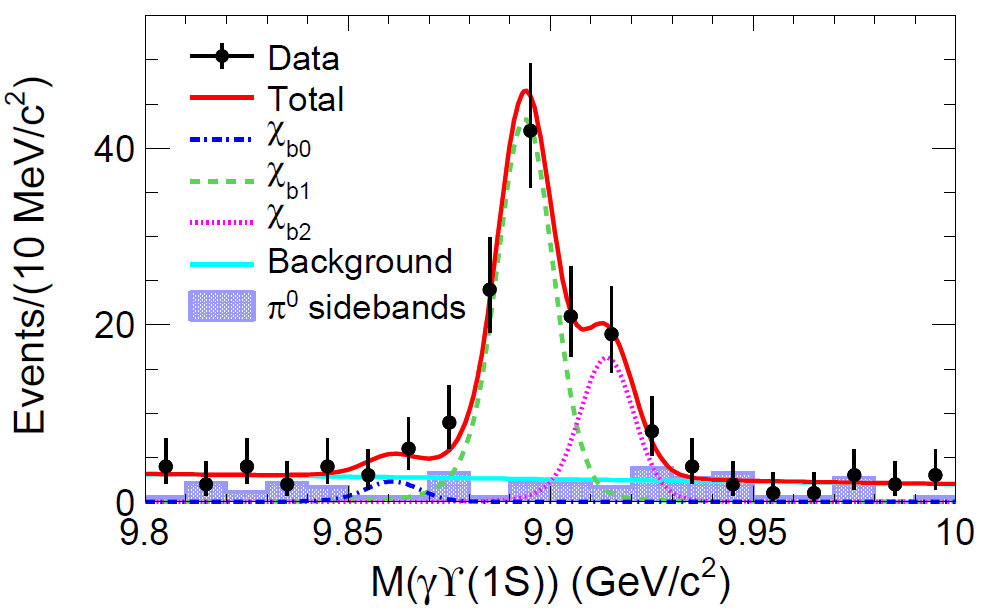 Events/(10 MeV/c²)
40
20
0
Data
Total
χb0
χb1
χb2
Background
π⁰ sidebands
9.8 9.85 9.9 9.95 10
M(γϒ(1S)) (GeV/c²)